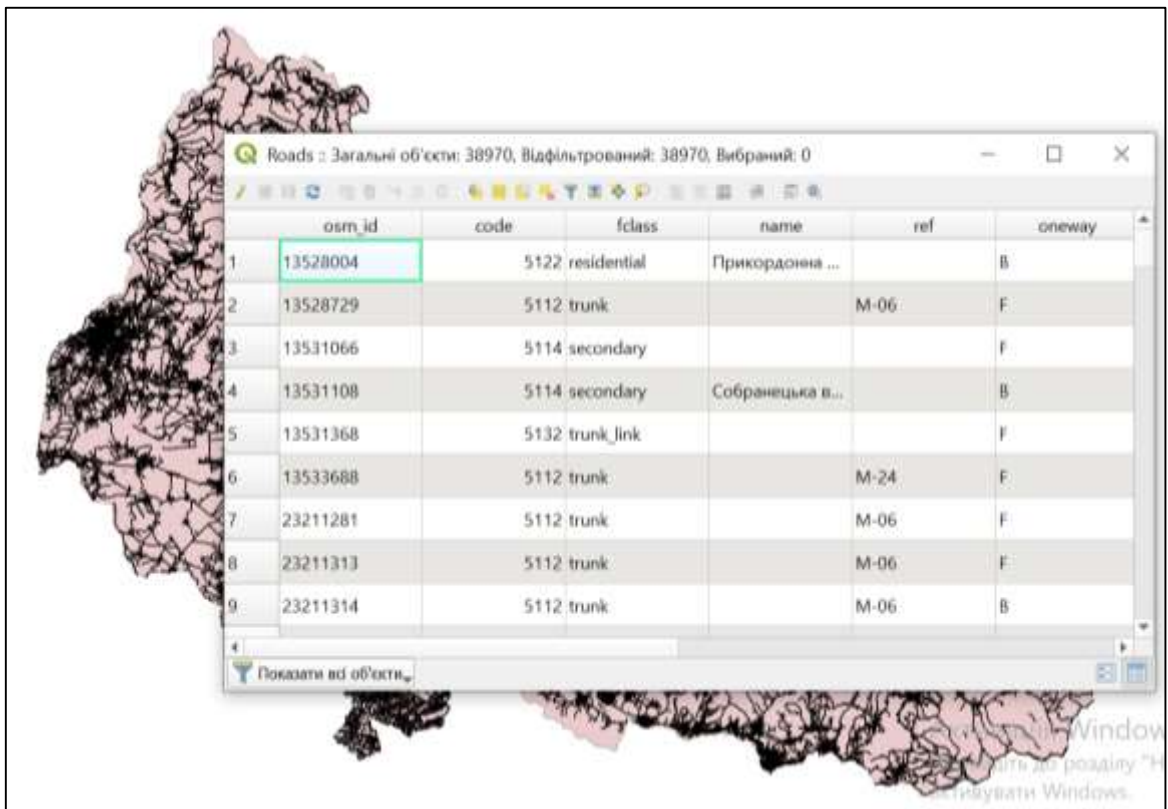 Roads :: Загальні об'єкти: 38970, Відфільтрований: 38970, Вибраний: 0
osm_id code fclass name ref oneway
1 13528004 5122 residential Прикордонна ... B
2 13528729 5112 trunk М-06 F
3 13531066 5114 secondary F
4 13531108 5114 secondary Собранецька в... B
5 13531368 5132 trunk_link F
6 13533688 5112 trunk М-24 F
7 23211281 5112 trunk М-06 F
8 23211313 5112 trunk М-06 F
9 23211314 5112 trunk М-06 B
Показати всі об'єкти
Window
до розділу "Н
активувати Windows.